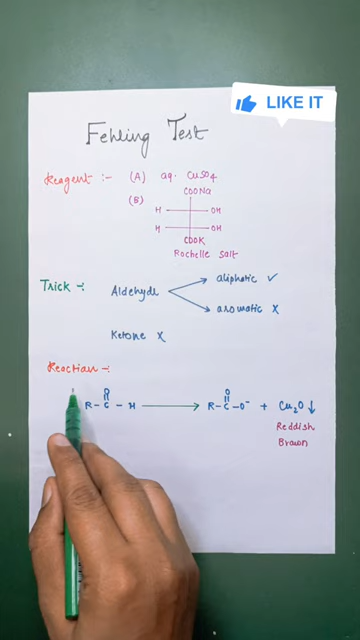 LIKE IT
Fehling Test
Reagent :- (A) aq. CuSO4
(B) COONa
H OH
H OH
COOK
Rochelle Salt
Trick -: Aldehyde aliphatic ✓
aromatic x
Ketone x
Reaction -:
O O
R - C - H → R - C - O⁻ + Cu2O ↓
Reddish
Brown